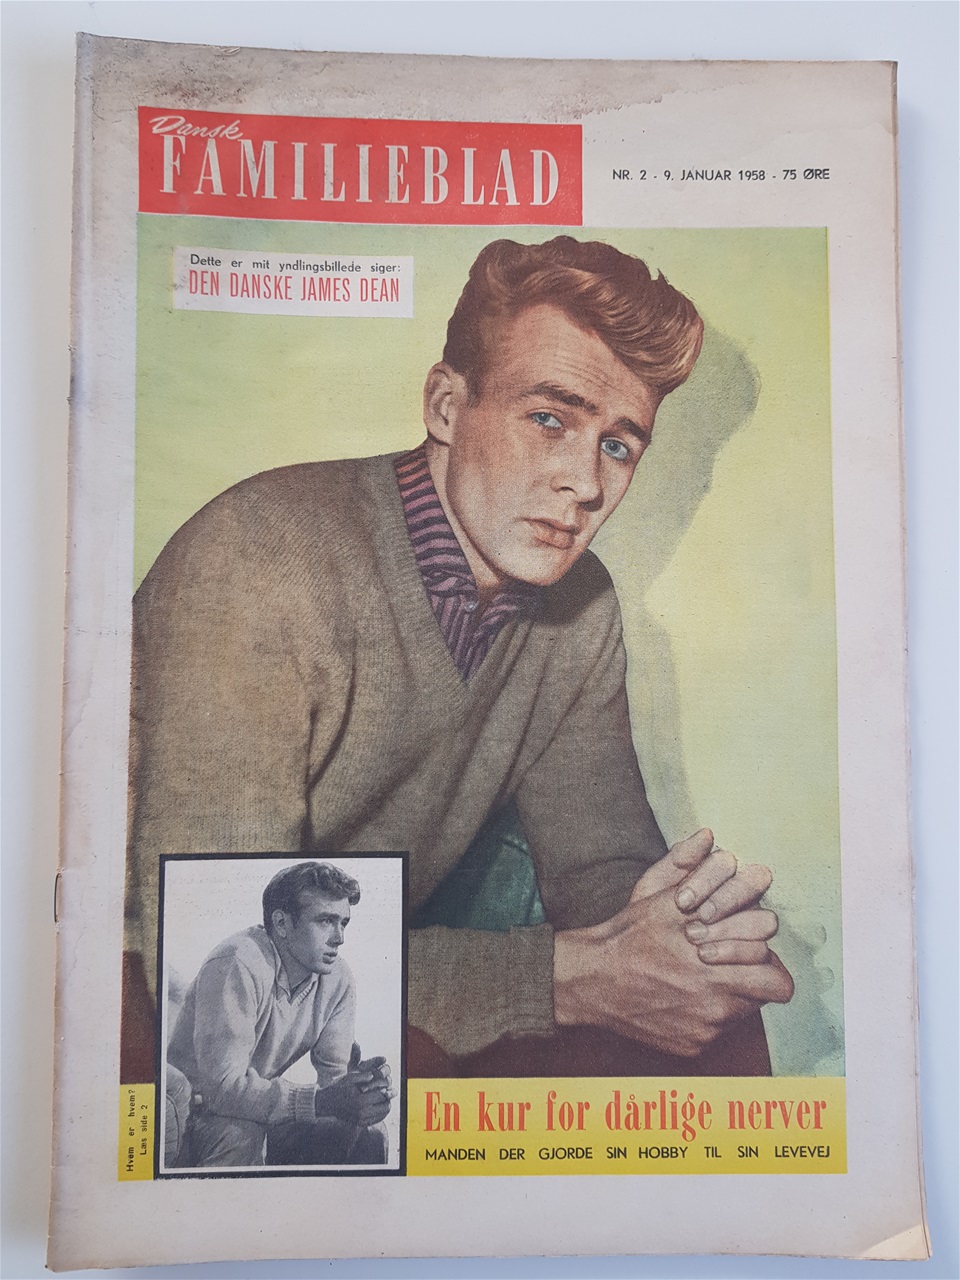 Dansk
FAMILIEBLAD
NR. 2 - 9. JANUAR 1958 - 75 ØRE
Dette er mit yndlingsbillede siger:
DEN DANSKE JAMES DEAN
Hvem er hvem?
Læs side 2
En kur for dårlige nerver
MANDEN DER GJORDE SIN HOBBY TIL SIN LEVEVEJ